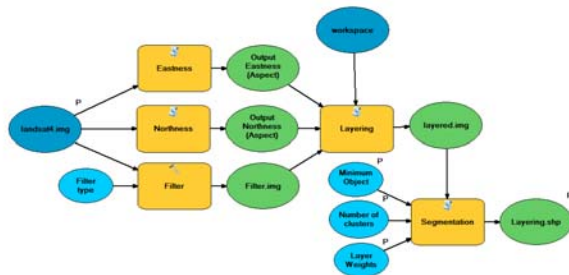 workspace
Eastness
Output
Eastness
(Aspect)
P
landsat4.img
Northness
Output
Northness
(Aspect)
Layering
layered.img
Filter
type
Filter
Filter.img
P
Minimum
Object
P
Number of
clusters
P
Layer
Weights
Segmentation
Layering.shp